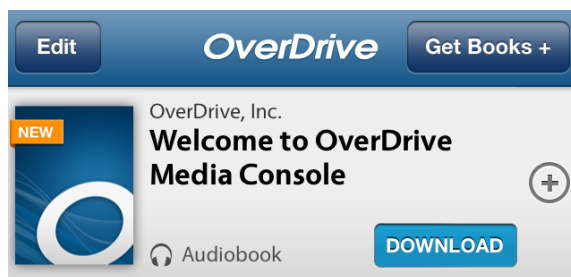 Edit
OverDrive
Get Books +
NEW
OverDrive, Inc.
Welcome to OverDrive
Media Console
Audiobook
DOWNLOAD